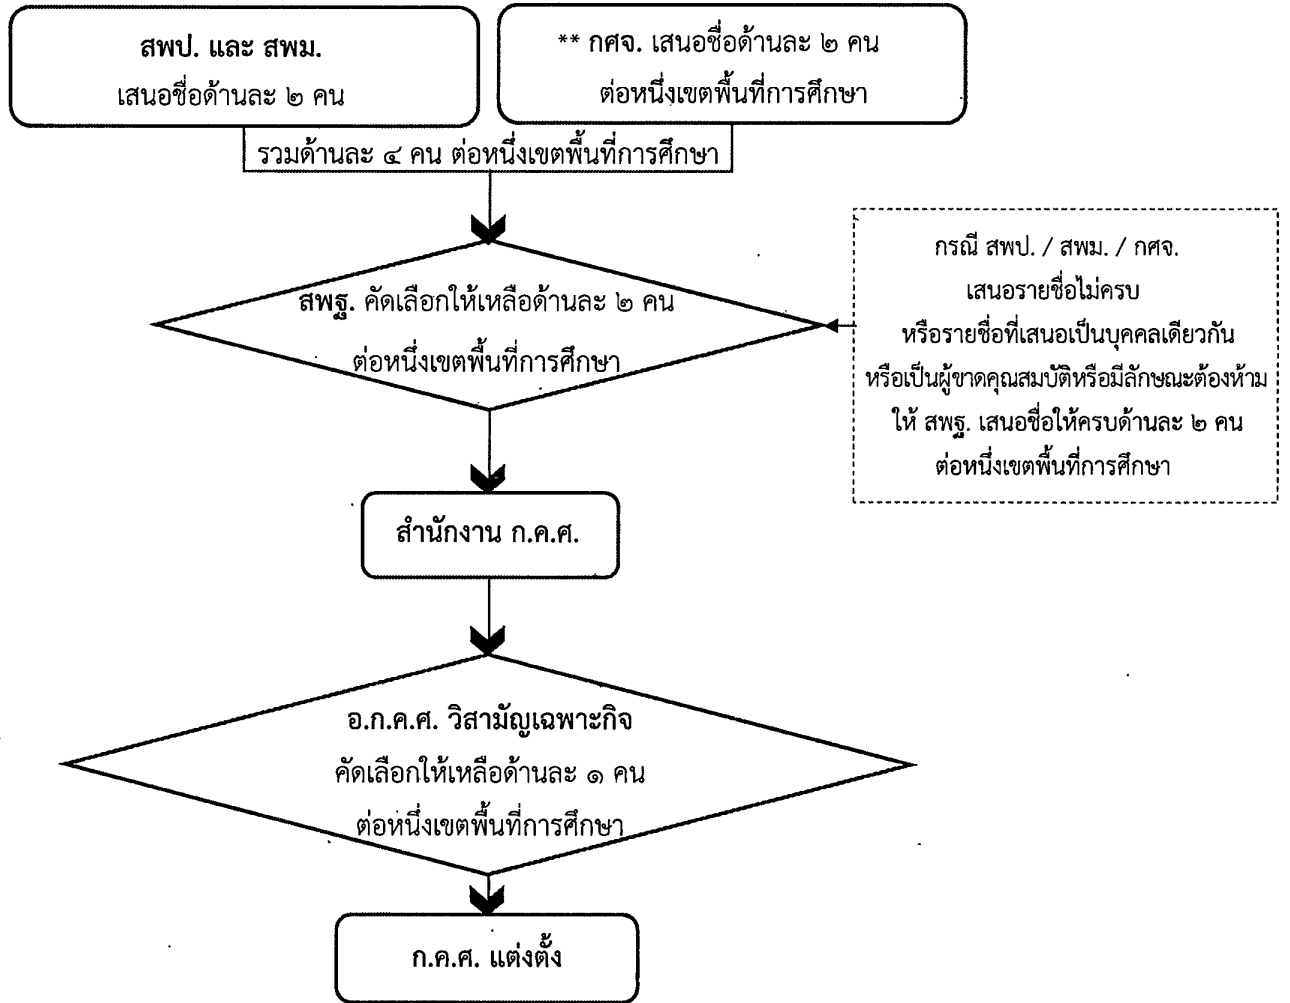 สพป. และ สพม.
เสนอชื่อด้านละ ๒ คน
** กศจ. เสนอชื่อด้านละ ๒ คน
ต่อหนึ่งเขตพื้นที่การศึกษา
รวมด้านละ ๔ คน ต่อหนึ่งเขตพื้นที่การศึกษา
สพฐ. คัดเลือกให้เหลือด้านละ ๒ คน
ต่อหนึ่งเขตพื้นที่การศึกษา
กรณี สพป. / สพม. / กศจ.
เสนอรายชื่อไม่ครบ
หรือรายชื่อที่เสนอเป็นบุคคลเดียวกัน
หรือเป็นผู้ขาดคุณสมบัติหรือมีลักษณะต้องห้าม
ให้ สพฐ. เสนอชื่อให้ครบด้านละ ๒ คน
ต่อหนึ่งเขตพื้นที่การศึกษา
สำนักงาน ก.ค.ศ.
อ.ก.ค.ศ. วิสามัญเฉพาะกิจ
คัดเลือกให้เหลือด้านละ ๑ คน
ต่อหนึ่งเขตพื้นที่การศึกษา
ก.ค.ศ. แต่งตั้ง